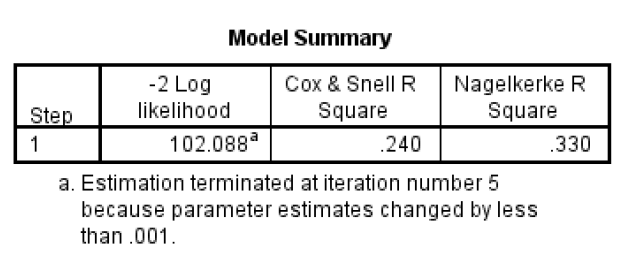 Model Summary
Step
-2 Log likelihood
Cox & Snell R Square
Nagelkerke R Square
1 102.088a .240 .330
a. Estimation terminated at iteration number 5
because parameter estimates changed by less
than .001.